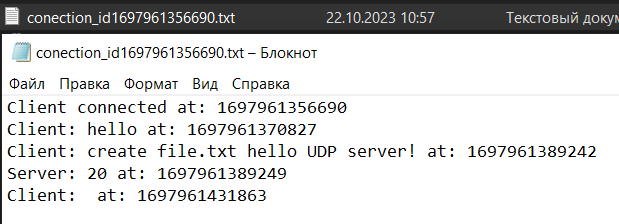 conection_id1697961356690.txt 22.10.2023 10:57 Текстовый докум
conection_id1697961356690.txt – Блокнот
Файл Правка Формат Вид Справка
Client connected at: 1697961356690
Client: hello at: 1697961370827
Client: create file.txt hello UDP server! at: 1697961389242
Server: 20 at: 1697961389249
Client:  at: 1697961431863